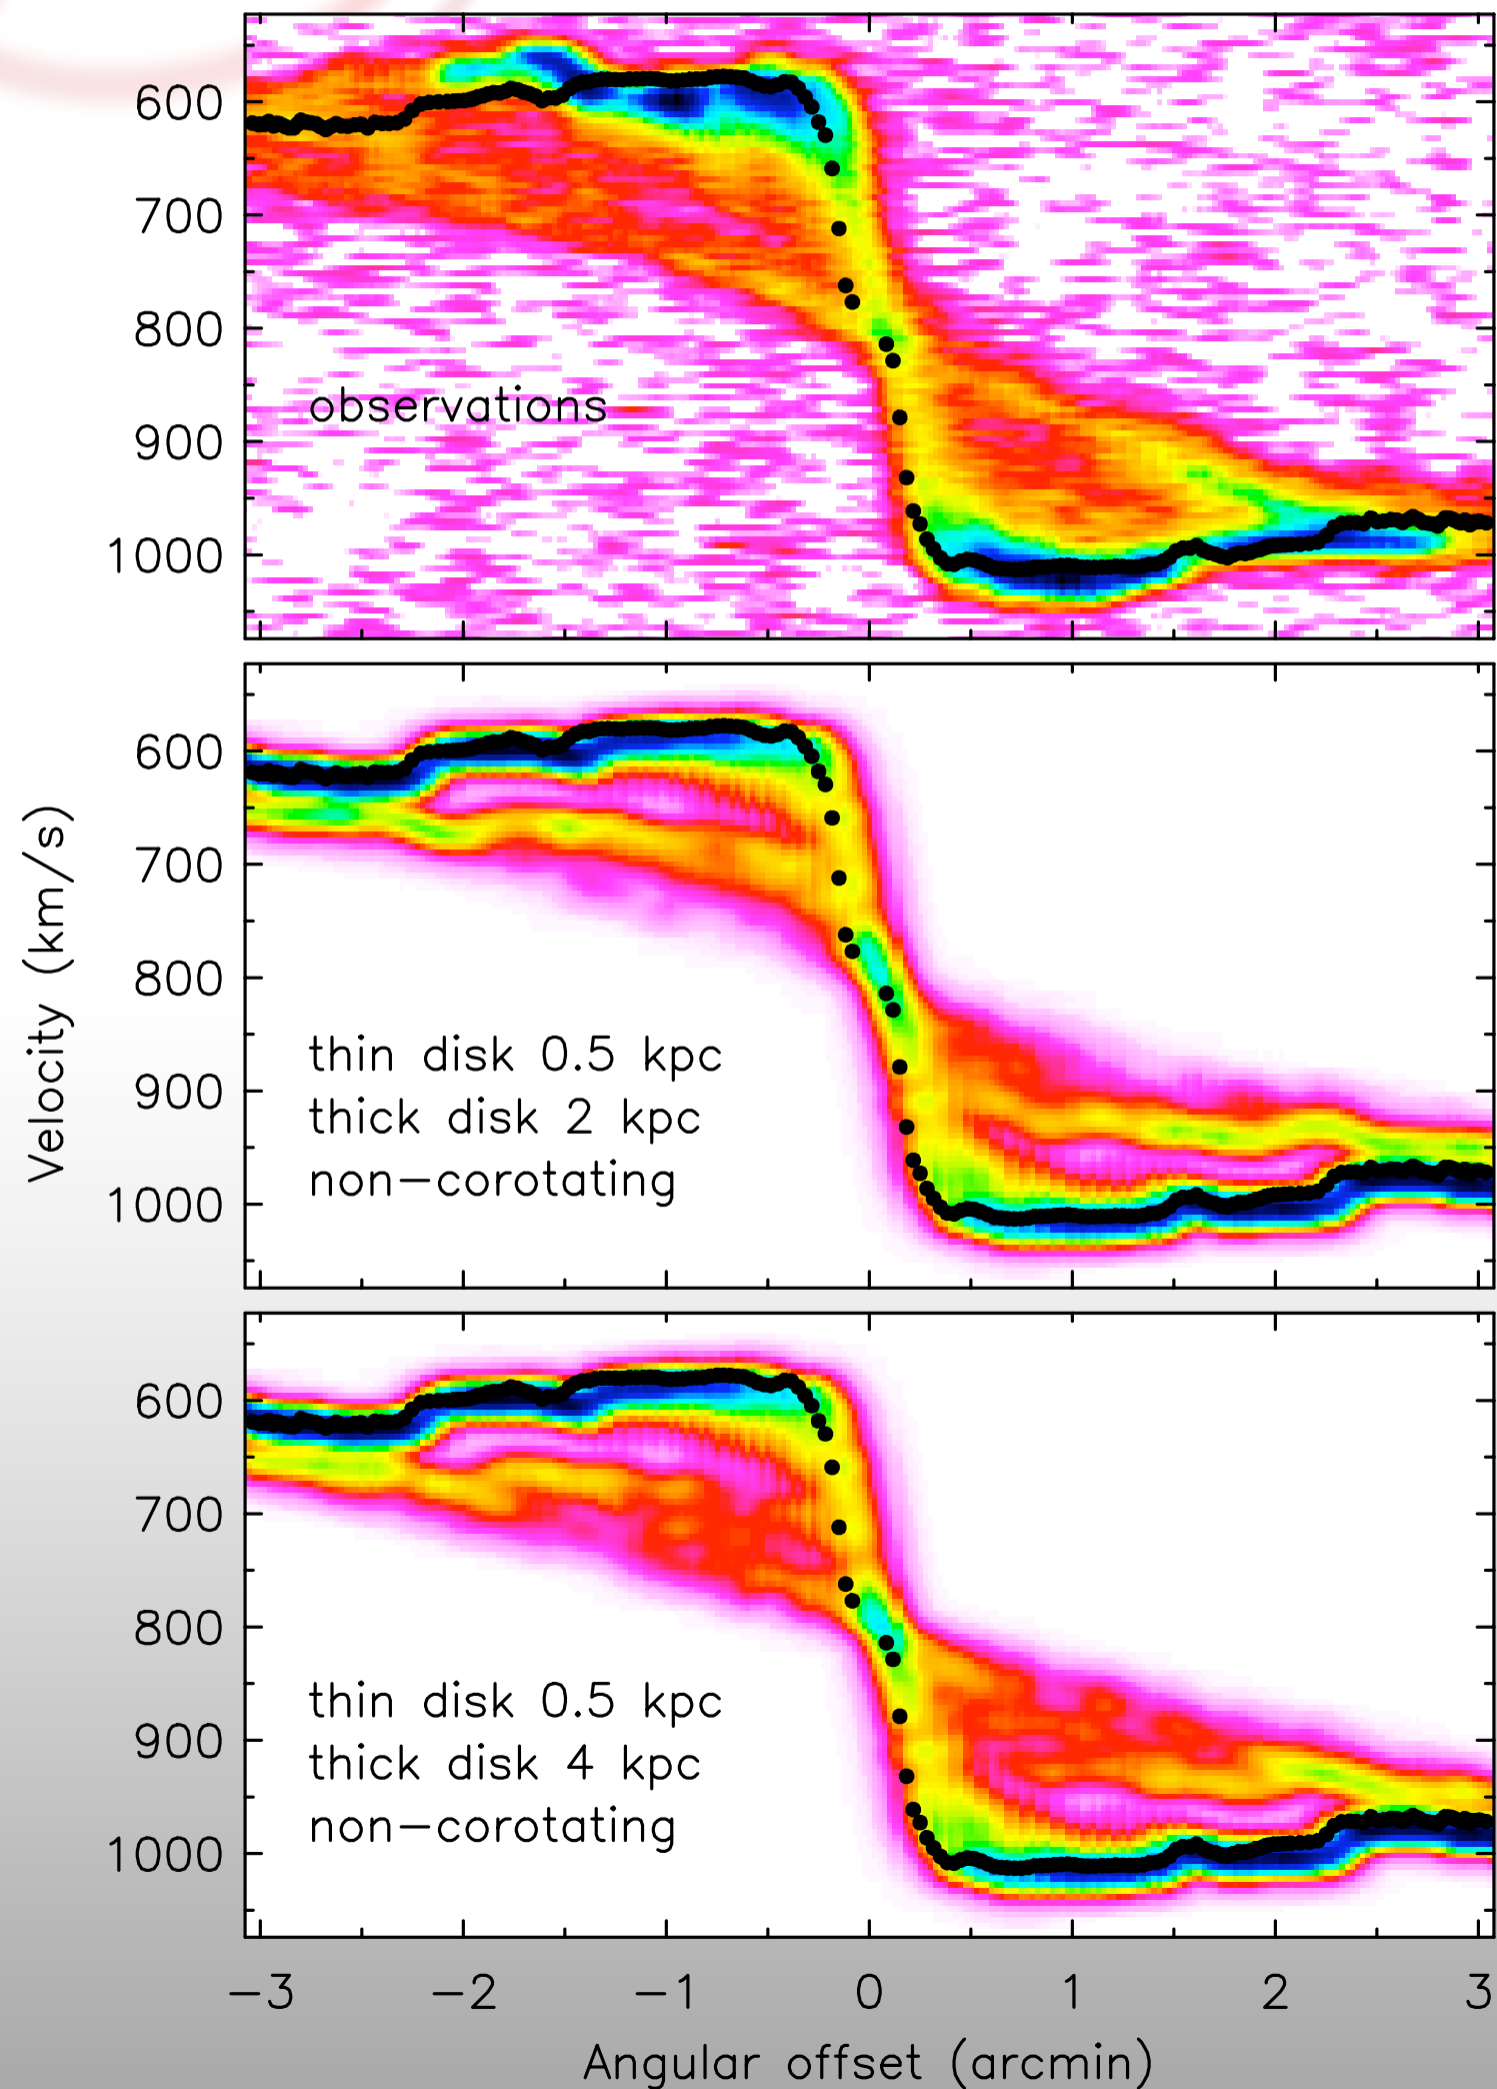 600
700
800
900
1000
observations
600
700
800
900
1000
thin disk 0.5 kpc
thick disk 2 kpc
non-corotating
Velocity (km/s)
600
700
800
900
1000
thin disk 0.5 kpc
thick disk 4 kpc
non-corotating
-3 -2 -1 0 1 2 3
Angular offset (arcmin)